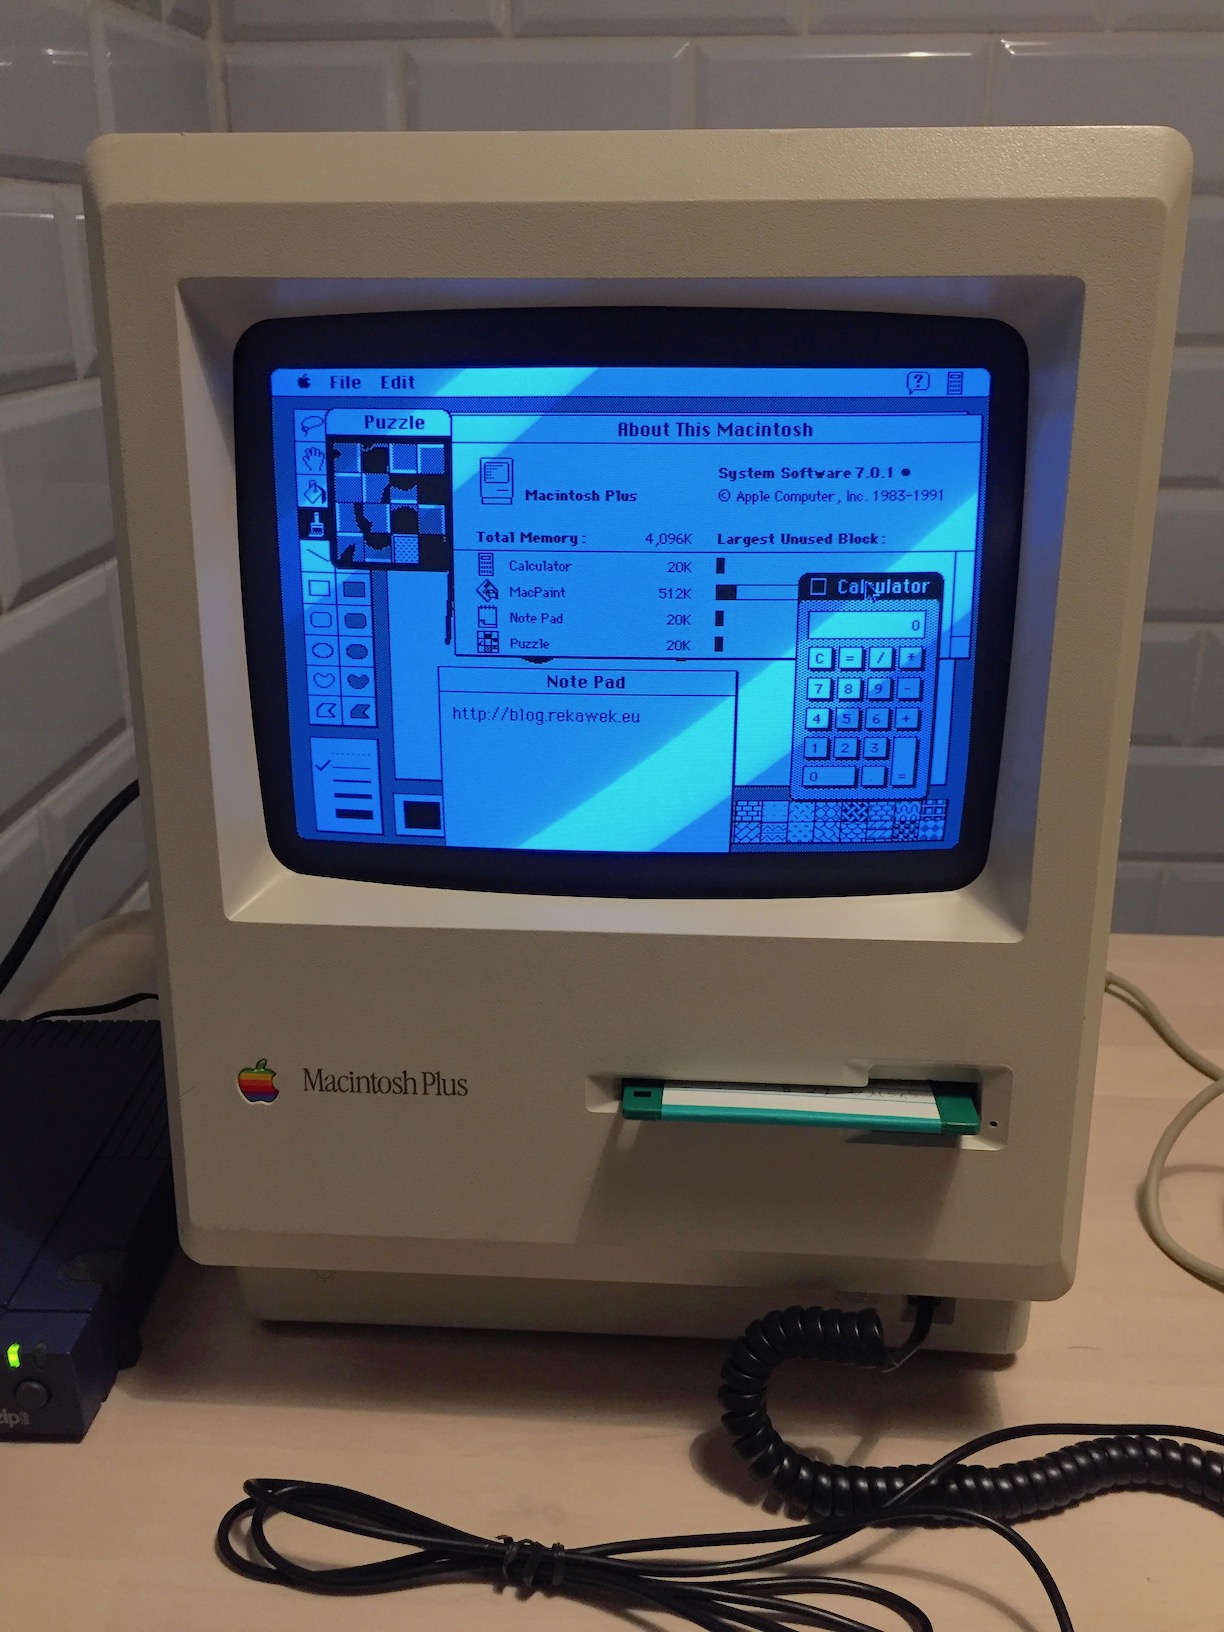 File Edit
Puzzle
About This Macintosh
System Software 7.0.1 •
Macintosh Plus
© Apple Computer, Inc. 1983-1991
Total Memory: 4,096K Largest Unused Block:
Calculator 20K
MacPaint 512K
Note Pad 20K
Puzzle 20K
Calculator
0
C = / *
7 8 9 -
4 5 6 +
1 2 3
0 . =
Note Pad
http://blog.rekawek.eu
Macintosh Plus
zip